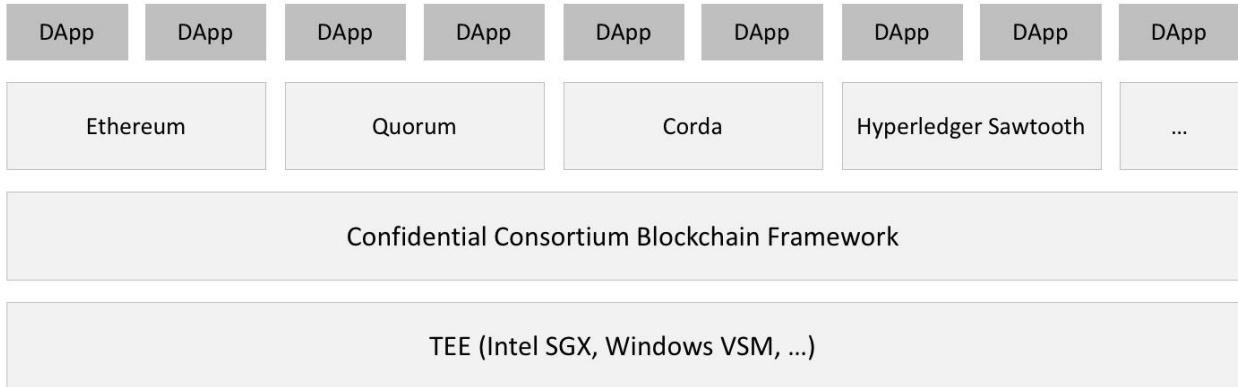 DApp DApp DApp DApp DApp DApp DApp DApp DApp
Ethereum Quorum Corda Hyperledger Sawtooth ...
Confidential Consortium Blockchain Framework
TEE (Intel SGX, Windows VSM, ...)